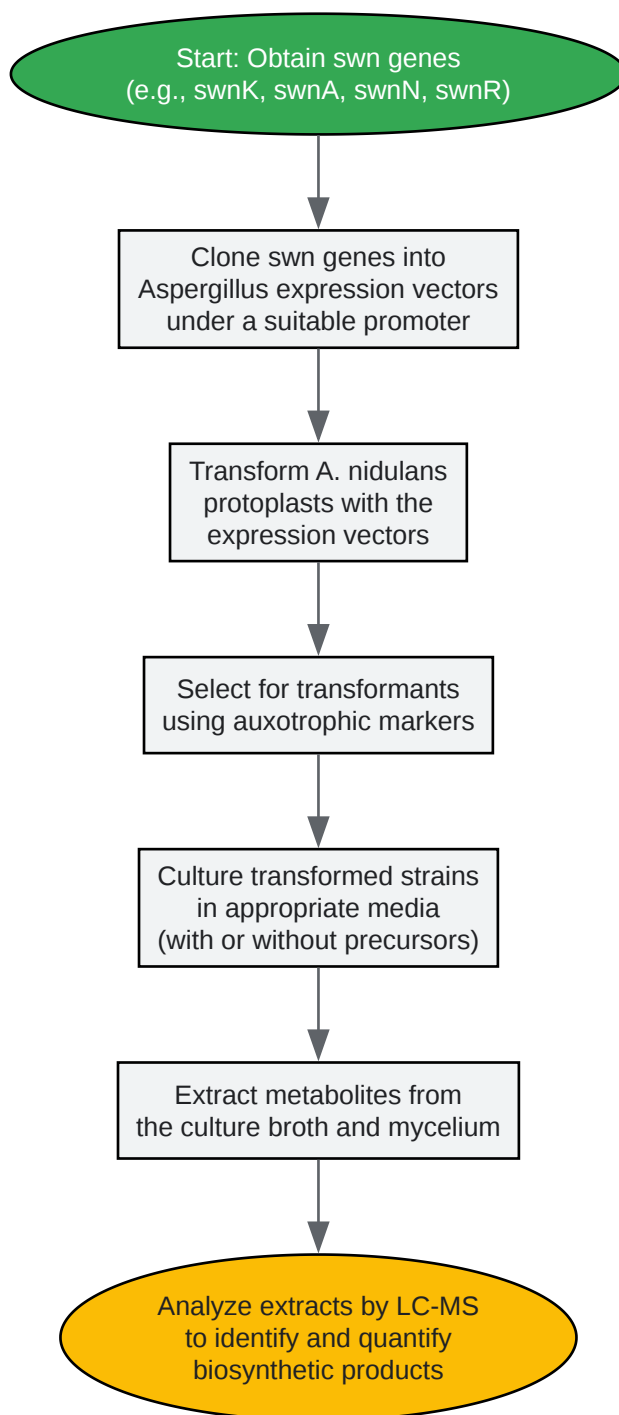 Start: Obtain swn genes
(e.g., swnK, swnA, swnN, swnR)
Clone swn genes into
Aspergillus expression vectors
under a suitable promoter
Transform A. nidulans
protoplasts with the
expression vectors
Select for transformants
using auxotrophic markers
Culture transformed strains
in appropriate media
(with or without precursors)
Extract metabolites from
the culture broth and mycelium
Analyze extracts by LC-MS
to identify and quantify
biosynthetic products